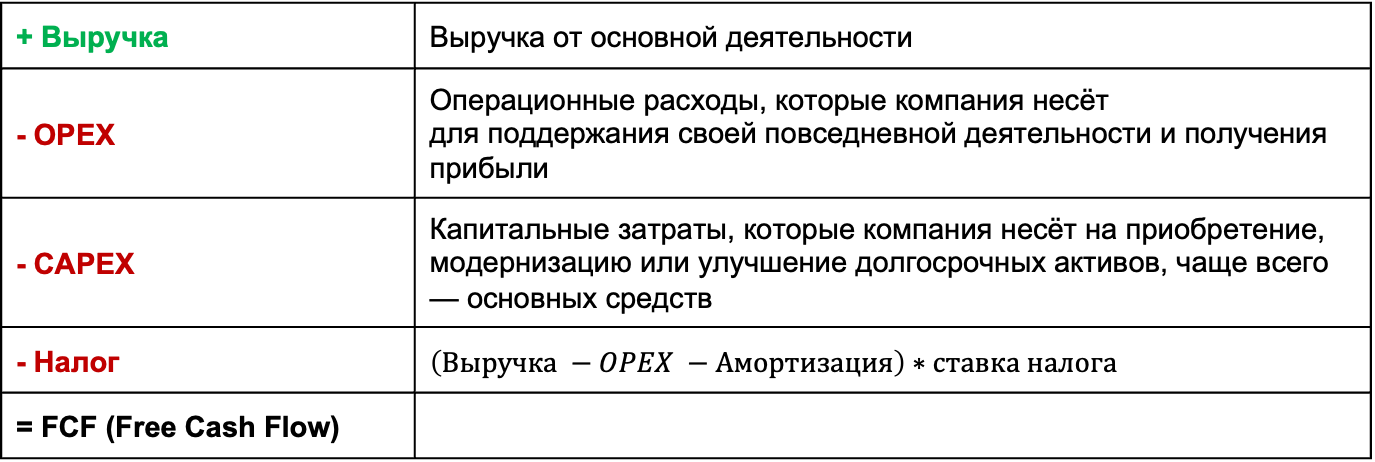 + Выручка
Выручка от основной деятельности
- OPEX
Операционные расходы, которые компания несёт
для поддержания своей повседневной деятельности и получения
прибыли
- CAPEX
Капитальные затраты, которые компания несёт на приобретение,
модернизацию или улучшение долгосрочных активов, чаще всего
— основных средств
- Налог
(Выручка − OPEX − Амортизация) ∗ ставка налога
= FCF (Free Cash Flow)